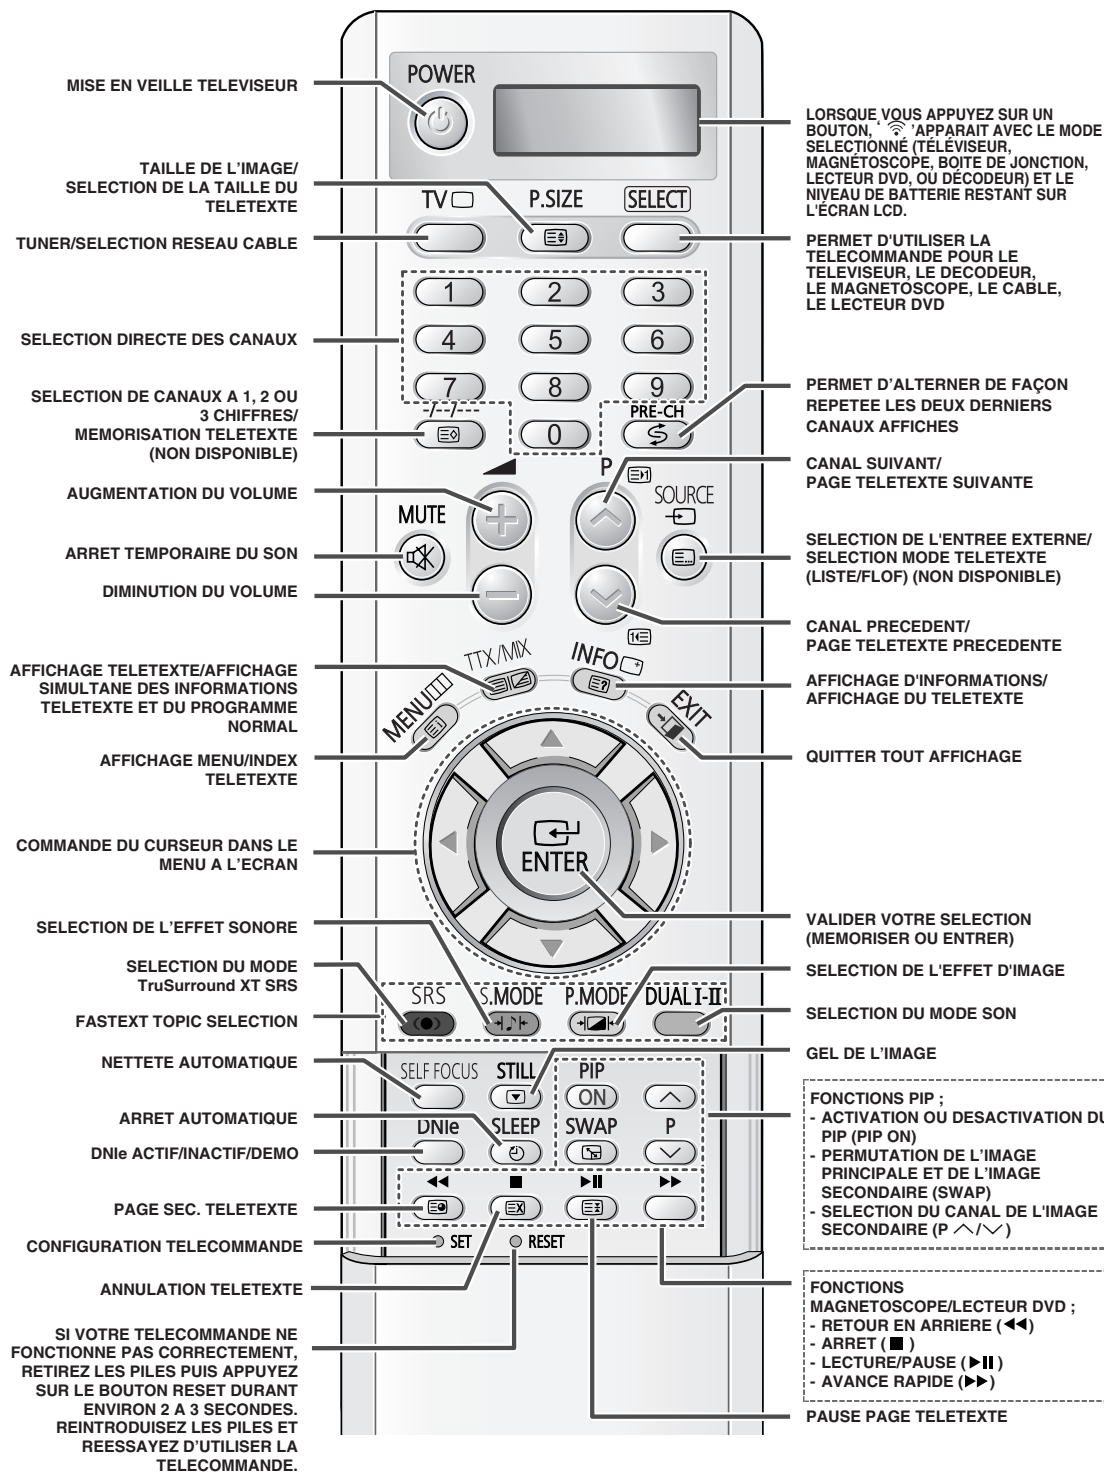 MISE EN VEILLE TELEVISEUR
TAILLE DE L'IMAGE/
SELECTION DE LA TAILLE DU
TELETEXTE
TUNER/SELECTION RESEAU CABLE
SELECTION DIRECTE DES CANAUX
SELECTION DE CANAUX A 1, 2 OU
3 CHIFFRES/
MEMORISATION TELETEXTE
(NON DISPONIBLE)
AUGMENTATION DU VOLUME
ARRET TEMPORAIRE DU SON
DIMINUTION DU VOLUME
AFFICHAGE TELETEXTE/AFFICHAGE
SIMULTANE DES INFORMATIONS
TELETEXTE ET DU PROGRAMME
NORMAL
AFFICHAGE MENU/INDEX
TELETEXTE
COMMANDE DU CURSEUR DANS LE
MENU A L'ECRAN
SELECTION DE L'EFFET SONORE
SELECTION DU MODE
TruSurround XT SRS
FASTEXT TOPIC SELECTION
NETTETE AUTOMATIQUE
ARRET AUTOMATIQUE
DNIe ACTIF/INACTIF/DEMO
PAGE SEC. TELETEXTE
CONFIGURATION TELECOMMANDE
ANNULATION TELETEXTE
SI VOTRE TELECOMMANDE NE
FONCTIONNE PAS CORRECTEMENT,
RETIREZ LES PILES PUIS APPUYEZ
SUR LE BOUTON RESET DURANT
ENVIRON 2 A 3 SECONDES.
REINTRODUISEZ LES PILES ET
REESSAYEZ D'UTILISER LA
TELECOMMANDE.
POWER
TV P.SIZE SELECT
1 2 3
4 5 6
7 8 9
-/--/--- PRE-CH
0
P
SOURCE
MUTE
TTX/MIX INFO
MENU EXIT
ENTER
SRS S.MODE P.MODE DUAL I-II
SELF FOCUS STILL PIP
ON
DNIe SLEEP SWAP P
SET RESET
LORSQUE VOUS APPUYEZ SUR UN
BOUTON, ' 'APPARAIT AVEC LE MODE
SELECTIONNÉ (TÉLÉVISEUR,
MAGNÉTOSCOPE, BOITE DE JONCTION,
LECTEUR DVD, OU DÉCODEUR) ET LE
NIVEAU DE BATTERIE RESTANT SUR
L'ÉCRAN LCD.
PERMET D'UTILISER LA
TELECOMMANDE POUR LE
TELEVISEUR, LE DECODEUR,
LE MAGNETOSCOPE, LE CABLE,
LE LECTEUR DVD
PERMET D'ALTERNER DE FAÇON
REPETEE LES DEUX DERNIERS
CANAUX AFFICHES
CANAL SUIVANT/
PAGE TELETEXTE SUIVANTE
SELECTION DE L'ENTREE EXTERNE/
SELECTION MODE TELETEXTE
(LISTE/FLOF) (NON DISPONIBLE)
CANAL PRECEDENT/
PAGE TELETEXTE PRECEDENTE
AFFICHAGE D'INFORMATIONS/
AFFICHAGE DU TELETEXTE
QUITTER TOUT AFFICHAGE
VALIDER VOTRE SELECTION
(MEMORISER OU ENTRER)
SELECTION DE L'EFFET D'IMAGE
SELECTION DU MODE SON
GEL DE L'IMAGE
FONCTIONS PIP ;
- ACTIVATION OU DESACTIVATION DU
PIP (PIP ON)
- PERMUTATION DE L'IMAGE
PRINCIPALE ET DE L'IMAGE
SECONDAIRE (SWAP)
- SELECTION DU CANAL DE L'IMAGE
SECONDAIRE (P / )
FONCTIONS
MAGNETOSCOPE/LECTEUR DVD ;
- RETOUR EN ARRIERE (◀◀)
- ARRET (■)
- LECTURE/PAUSE (▶❚❚)
- AVANCE RAPIDE (▶▶)
PAUSE PAGE TELETEXTE